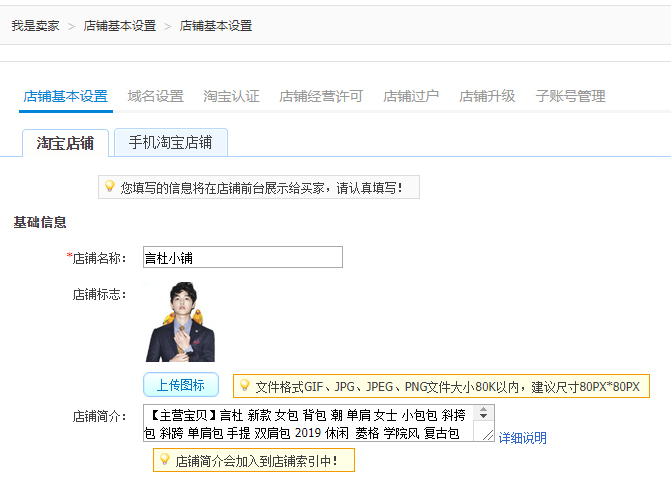 我是卖家 > 店铺基本设置 > 店铺基本设置
店铺基本设置 域名设置 淘宝认证 店铺经营许可 店铺过户 店铺升级 子账号管理
淘宝店铺 手机淘宝店铺
您填写的信息将在店铺前台展示给买家，请认真填写！
基础信息
*店铺名称： 言杜小铺
店铺标志：
上传图标 文件格式GIF、JPG、JPEG、PNG文件大小80K以内，建议尺寸80PX*80PX
店铺简介： 【主营宝贝】言杜 新款 女包 背包 潮 单肩 女士 小包包 斜挎
包 斜跨 单肩包 手提 双肩包 2019 休闲 菱格 学院风 复古包 详细说明
店铺简介会加入到店铺索引中！